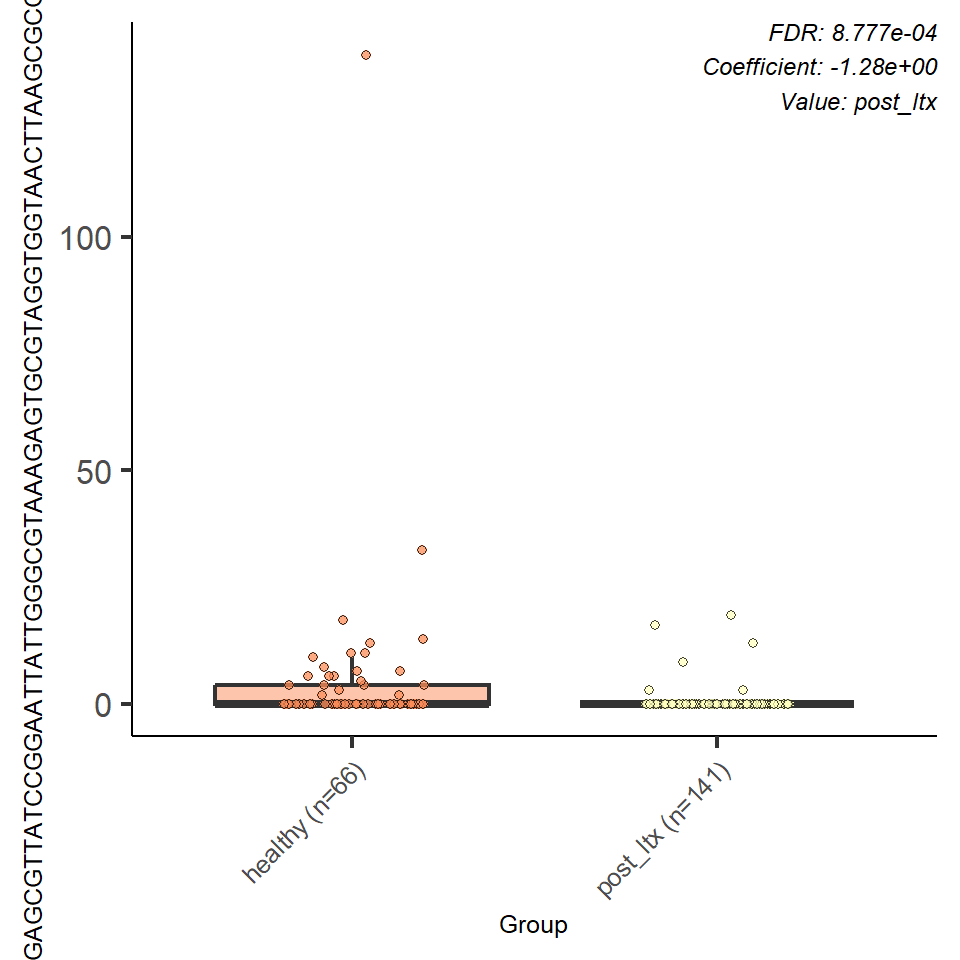 FDR: 8.777e-04
Coefficient: -1.28e+00
Value: post_ltx
GAGCGTTATCCGGAATTATTGGGCGTAAAGAGTGCGTAGGTGGTAACTTAAGCGC
100
50
0
healthy (n=66)
post_ltx (n=141)
Group